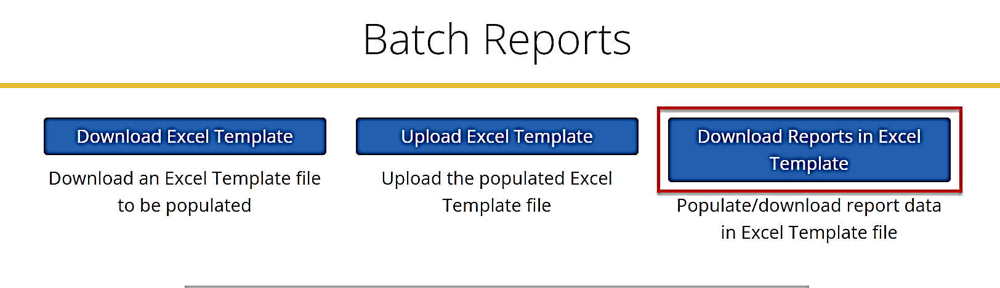 Batch Reports
Download Excel Template
Download an Excel Template file
to be populated
Upload Excel Template
Upload the populated Excel
Template file
Download Reports in Excel
Template
Populate/download report data
in Excel Template file